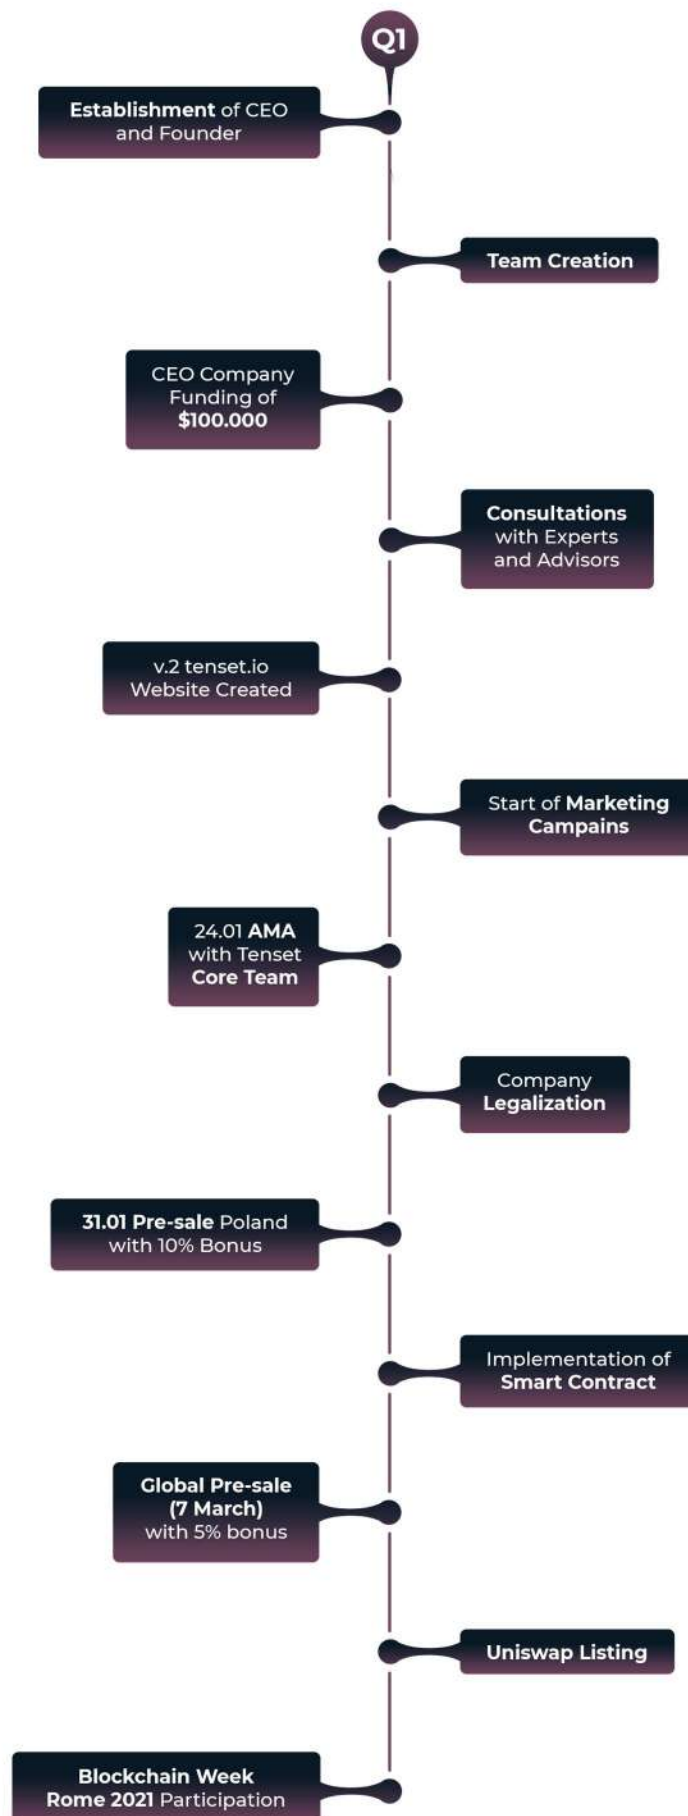 Q1
Establishment of CEO
and Founder
Team Creation
CEO Company
Funding of
$100.000
Consultations
with Experts
and Advisors
v.2 tenset.io
Website Created
Start of Marketing
Campains
24.01 AMA
with Tenset
Core Team
Company
Legalization
31.01 Pre-sale Poland
with 10% Bonus
Implementation of
Smart Contract
Global Pre-sale
(7 March)
with 5% bonus
Uniswap Listing
Blockchain Week
Rome 2021 Participation